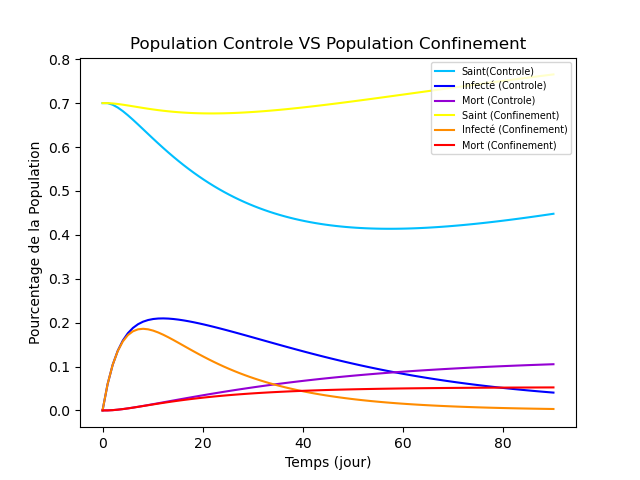 Population Controle VS Population Confinement
Pourcentage de la Population
0.8
0.7
0.6
0.5
0.4
0.3
0.2
0.1
0.0
Saint(Controle)
Infecté (Controle)
Mort (Controle)
Saint (Confinement)
Infecté (Confinement)
Mort (Confinement)
0 20 40 60 80
Temps (jour)